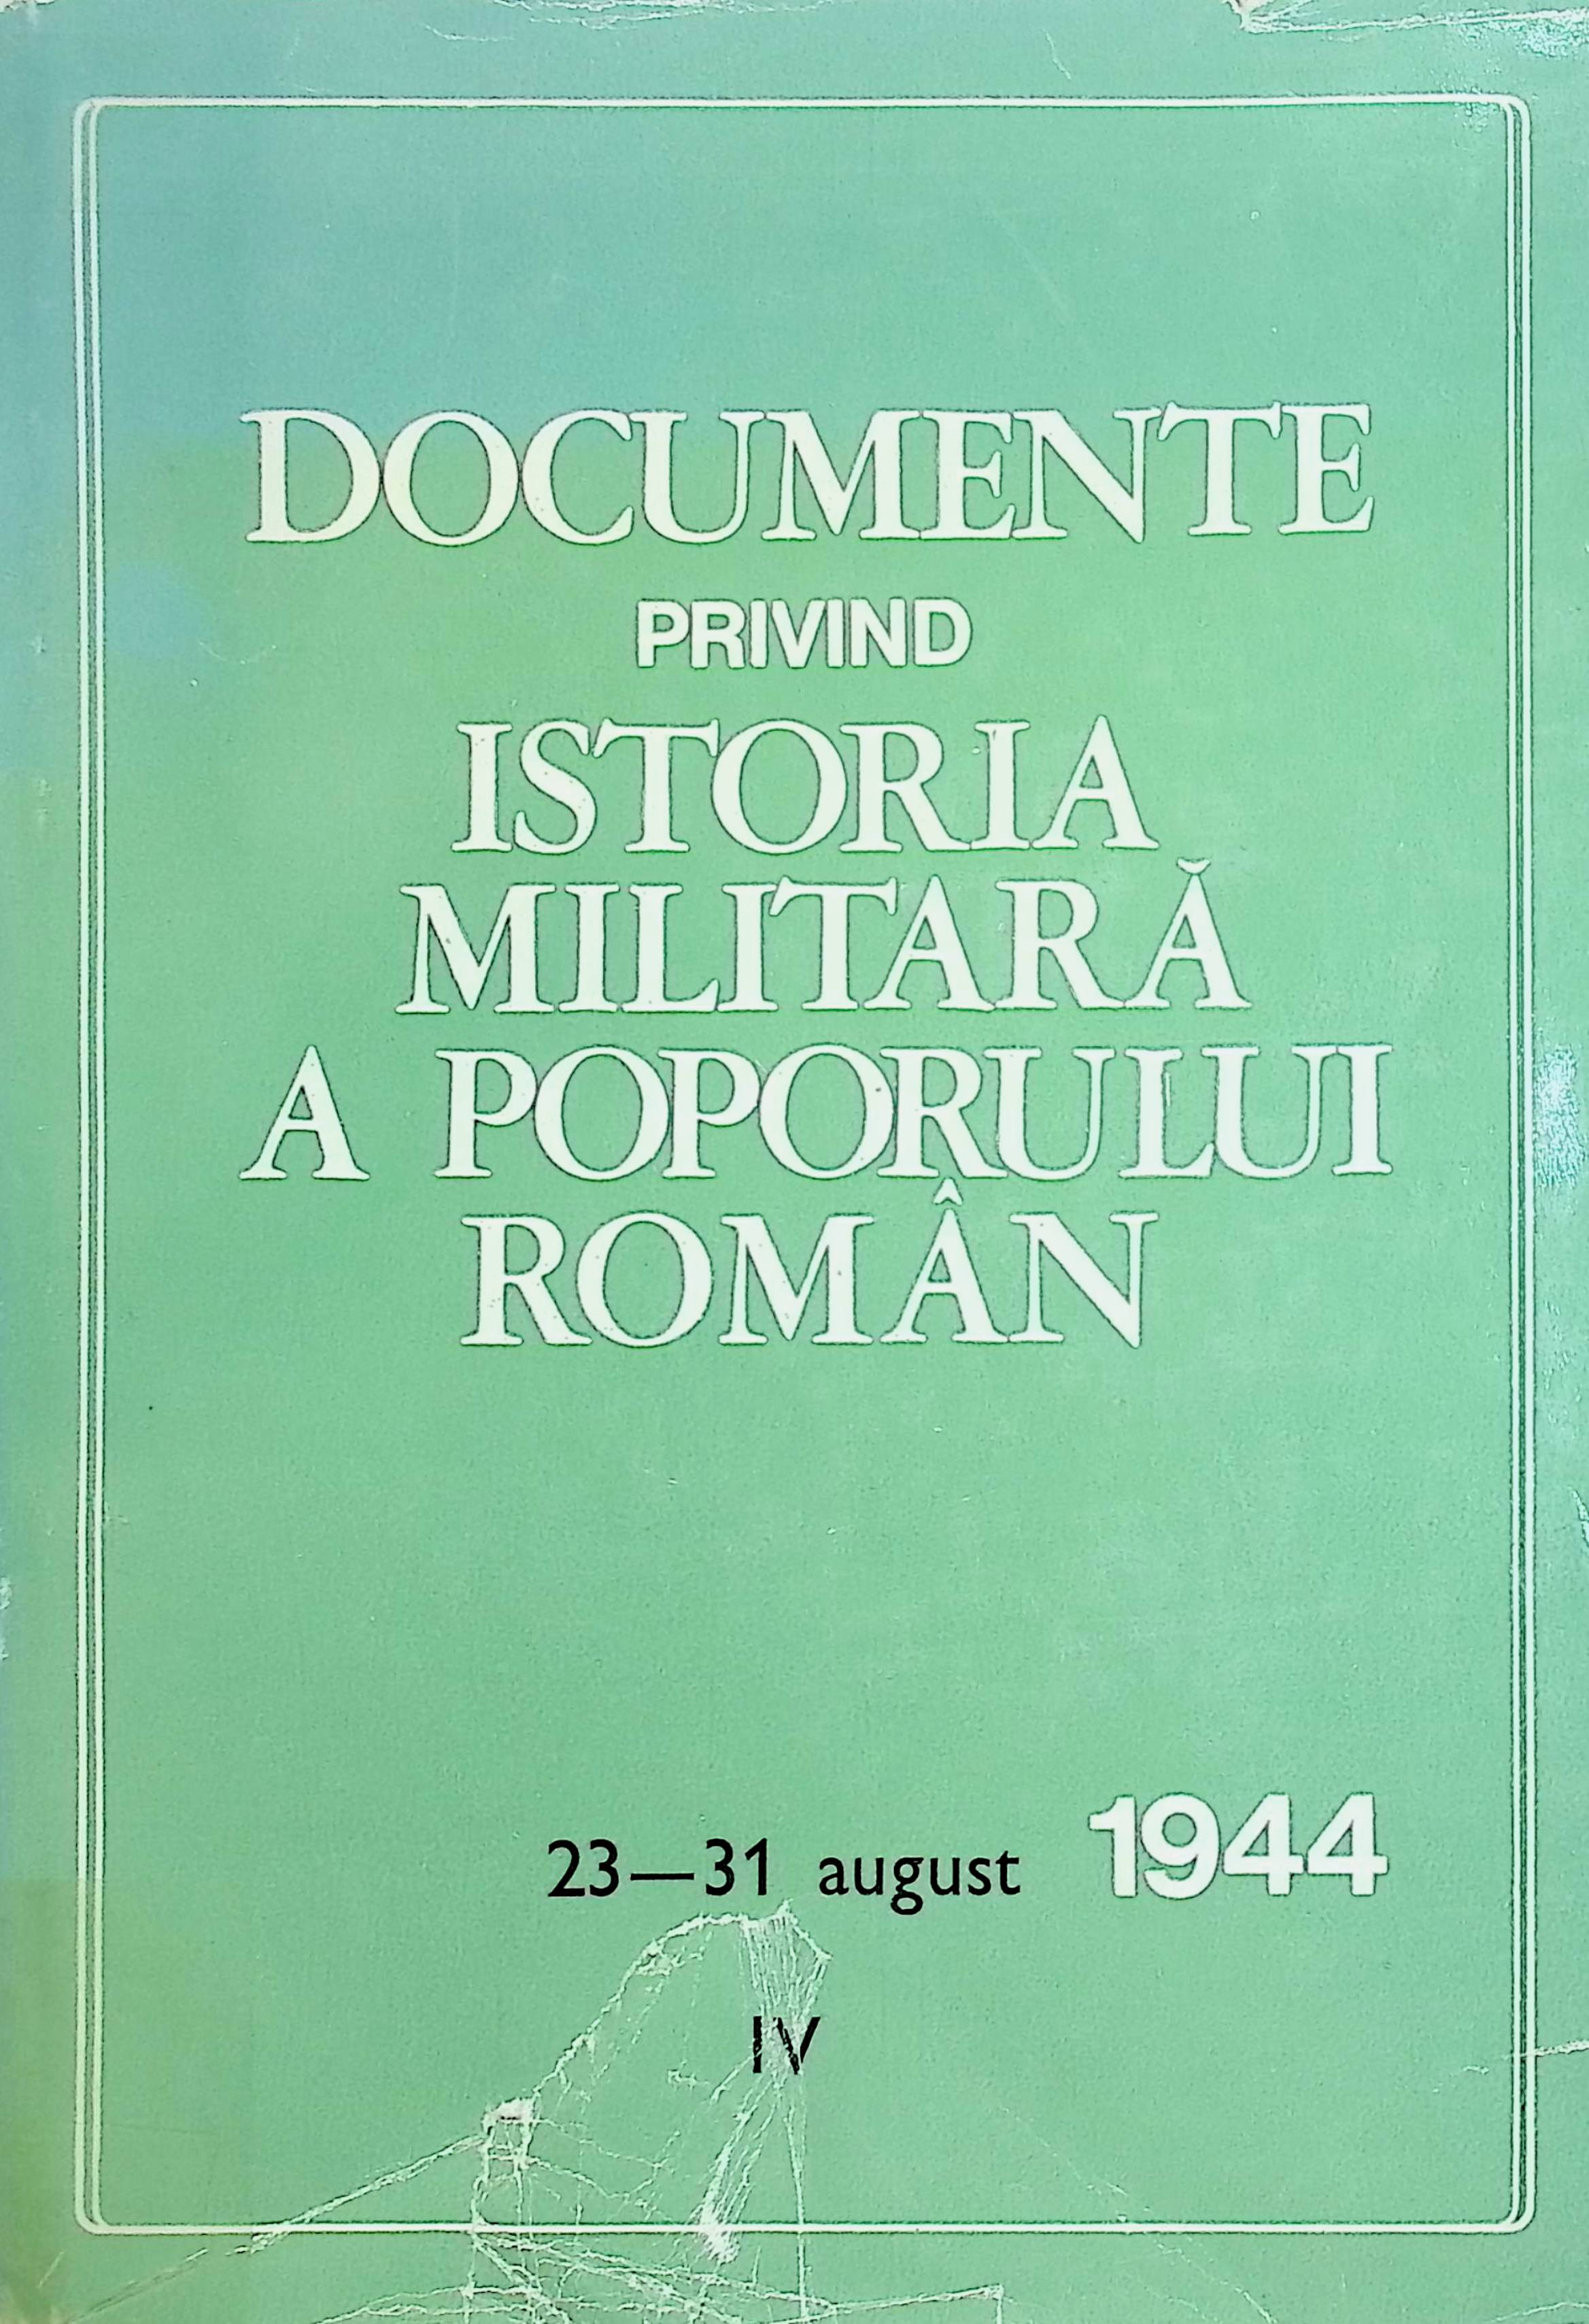 DOCUMENTE
PRIVIND
ISTORIA
MILITARĂ
A POPORULUI
ROMÂN
23—31 august 1944
IV